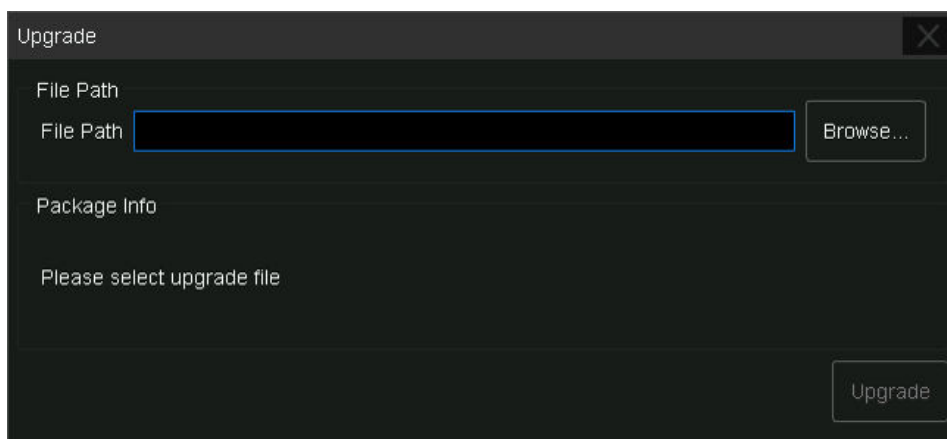 Upgrade
File Path
File Path Browse...
Package Info
Please select upgrade file
Upgrade